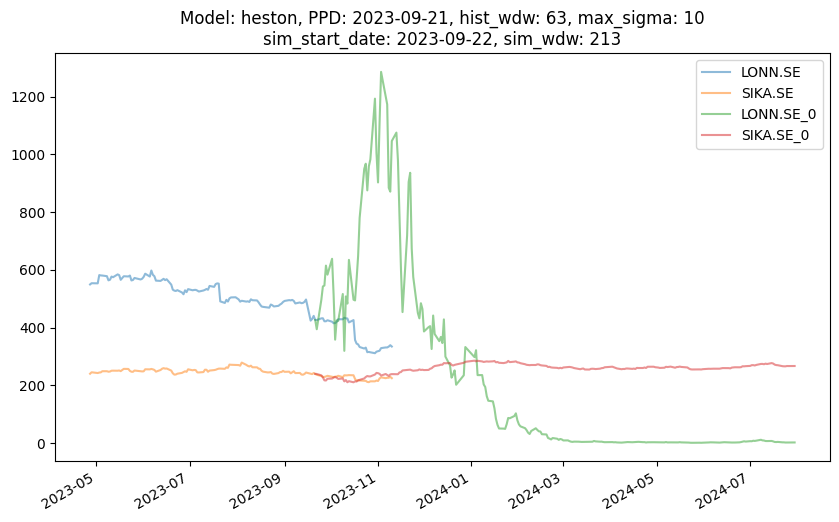 Model: heston, PPD: 2023-09-21, hist_wdw: 63, max_sigma: 10
sim_start_date: 2023-09-22, sim_wdw: 213
LONN.SE
SIKA.SE
LONN.SE_0
SIKA.SE_0
1200
1000
800
600
400
200
0
2023-05
2023-07
2023-09
2023-11
2024-01
2024-03
2024-05
2024-07